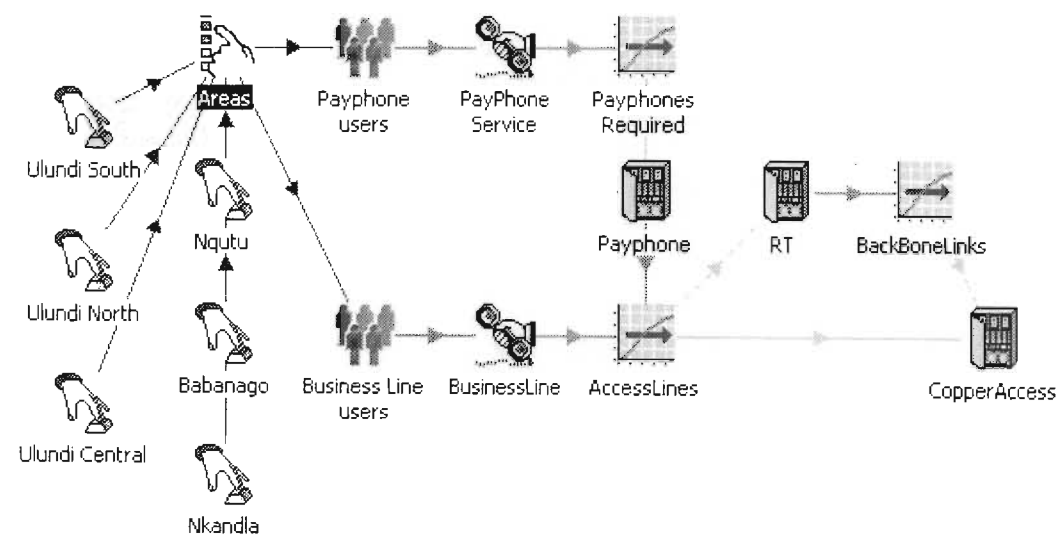 Areas
Payphone
users
PayPhone
Service
Payphones
Required
Ulundi South
Nqutu
Payphone
RT
BackBoneLinks
Ulundi North
Babanago
Business Line
users
BusinessLine
AccessLines
CopperAccess
Ulundi Central
Nkandla